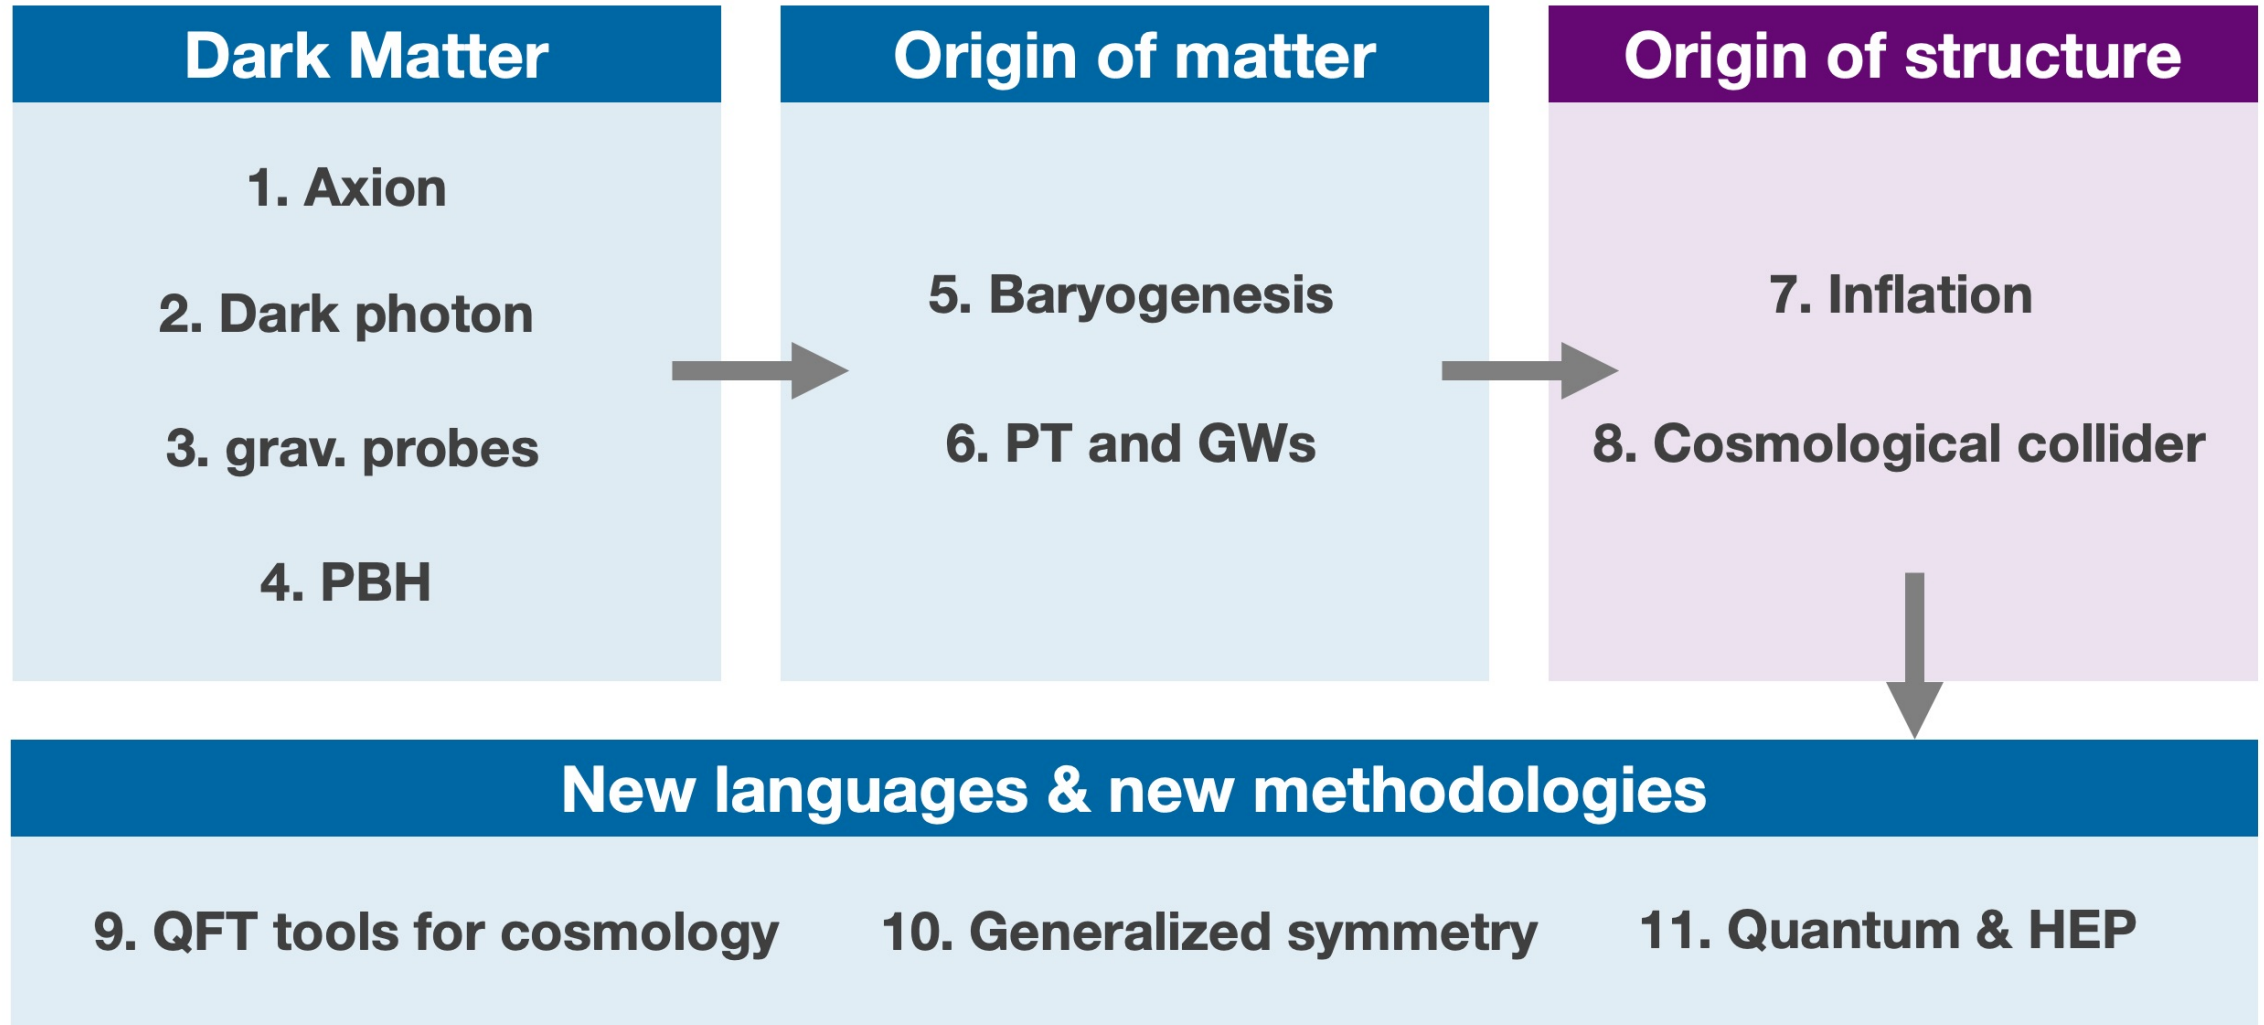 Dark Matter
1. Axion
2. Dark photon
3. grav. probes
4. PBH
Origin of matter
5. Baryogenesis
6. PT and GWs
Origin of structure
7. Inflation
8. Cosmological collider
New languages & new methodologies
9. QFT tools for cosmology
10. Generalized symmetry
11. Quantum & HEP